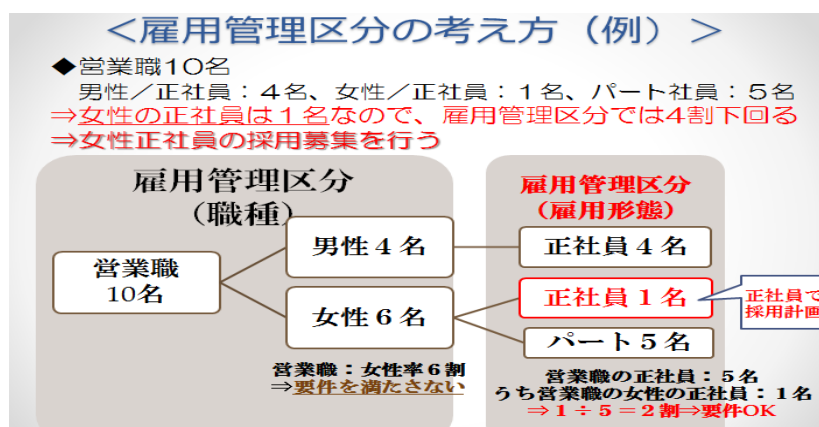 ＜雇用管理区分の考え方（例）＞
◆営業職10名
男性／正社員：４名、女性／正社員：１名、パート社員：５名
⇒女性の正社員は１名なので、雇用管理区分では4割下回る
⇒女性正社員の採用募集を行う
雇用管理区分
（職種）
雇用管理区分
（雇用形態）
営業職
10名
男性４名
女性６名
正社員４名
正社員１名
パート５名
正社員で
採用計画
営業職：女性率６割
⇒要件を満たさない
営業職の正社員：５名
うち営業職の女性の正社員：１名
⇒１÷５＝２割⇒要件OK